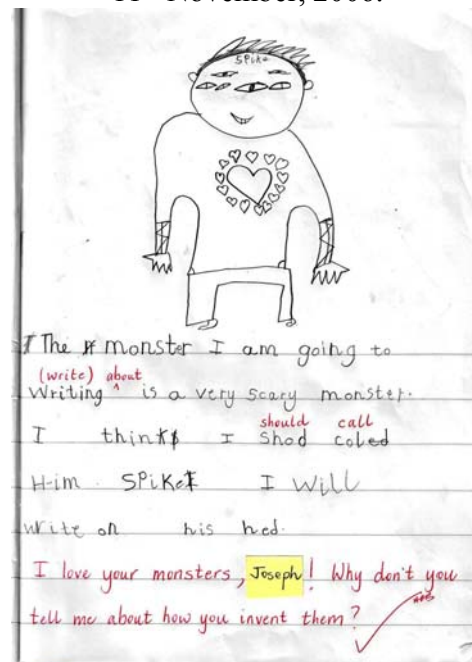 11th November, 2008.
Spike
The monster I am going to
(write) about
Writing ^ is a very scary monster.
should call
I think I Shod coled
Him SPiKe I Will
write on his hed.
I love your monsters, Joseph! Why don't you
tell me about how you invent them?